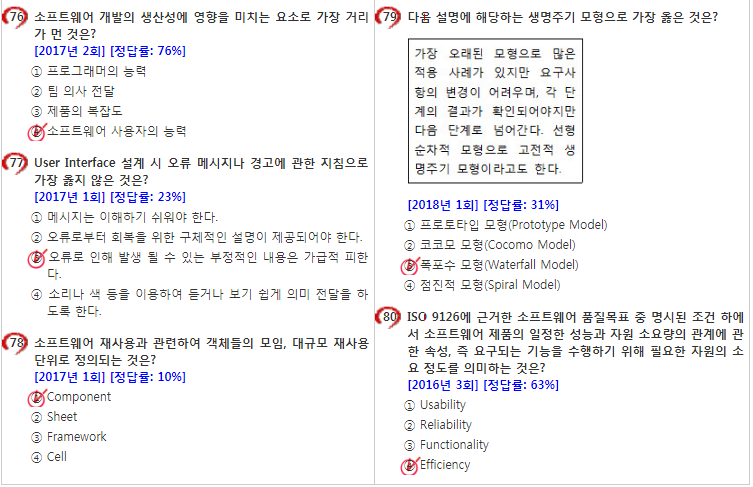 76 소프트웨어 개발의 생산성에 영향을 미치는 요소로 가장 거리
가 먼 것은?
[2017년 2회] [정답률: 76%]
① 프로그래머의 능력
② 팀 의사 전달
③ 제품의 복잡도
④ 소프트웨어 사용자의 능력
77 User Interface 설계 시 오류 메시지나 경고에 관한 지침으로
가장 옳지 않은 것은?
[2017년 1회] [정답률: 23%]
① 메시지는 이해하기 쉬워야 한다.
② 오류로부터 회복을 위한 구체적인 설명이 제공되어야 한다.
③ 오류로 인해 발생 될 수 있는 부정적인 내용은 가급적 피한
다.
④ 소리나 색 등을 이용하여 듣거나 보기 쉽게 의미 전달을 하
도록 한다.
78 소프트웨어 재사용과 관련하여 객체들의 모임, 대규모 재사용
단위로 정의되는 것은?
[2017년 1회] [정답률: 10%]
① Component
② Sheet
③ Framework
④ Cell
79 다음 설명에 해당하는 생명주기 모형으로 가장 옳은 것은?
가장 오래된 모형으로 많은
적용 사례가 있지만 요구사
항의 변경이 어려우며, 각 단
계의 결과가 확인되어야지만
다음 단계로 넘어간다. 선형
순차적 모형으로 고전적 생
명주기 모형이라고도 한다.
[2018년 1회] [정답률: 31%]
① 프로토타입 모형(Prototype Model)
② 코코모 모형(Cocomo Model)
③ 폭포수 모형(Waterfall Model)
④ 점진적 모형(Spiral Model)
80 ISO 9126에 근거한 소프트웨어 품질목표 중 명시된 조건 하에
서 소프트웨어 제품의 일정한 성능과 자원 소요량의 관계에 관
한 속성, 즉 요구되는 기능을 수행하기 위해 필요한 자원의 소
요 정도를 의미하는 것은?
[2016년 3회] [정답률: 63%]
① Usability
② Reliability
③ Functionality
④ Efficiency